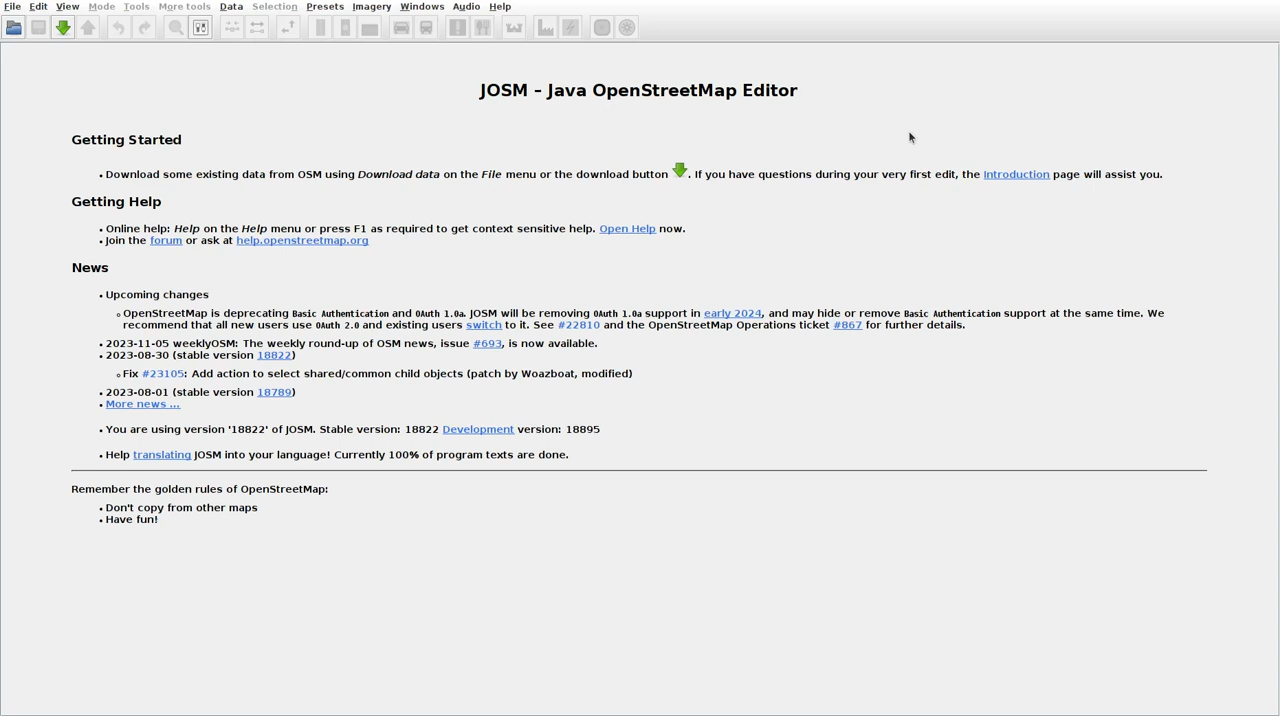 File Edit View Mode Tools More tools Data Selection Presets Imagery Windows Audio Help
JOSM – Java OpenStreetMap Editor
Getting Started
Download some existing data from OSM using Download data on the File menu or the download button . If you have questions during your very first edit, the Introduction page will assist you.
Getting Help
Online help: Help on the Help menu or press F1 as required to get context sensitive help. Open Help now.
Join the forum or ask at help.openstreetmap.org
News
Upcoming changes
OpenStreetMap is deprecating Basic Authentication and OAuth 1.0a. JOSM will be removing OAuth 1.0a support in early 2024, and may hide or remove Basic Authentication support at the same time. We
recommend that all new users use OAuth 2.0 and existing users switch to it. See #22810 and the OpenStreetMap Operations ticket #867 for further details.
2023-11-05 weeklyOSM: The weekly round-up of OSM news, issue #693, is now available.
2023-08-30 (stable version 18822)
Fix #23105: Add action to select shared/common child objects (patch by Woazboat, modified)
2023-08-01 (stable version 18789)
More news ...
You are using version '18822' of JOSM. Stable version: 18822 Development version: 18895
Help translating JOSM into your language! Currently 100% of program texts are done.
Remember the golden rules of OpenStreetMap:
Don't copy from other maps
Have fun!